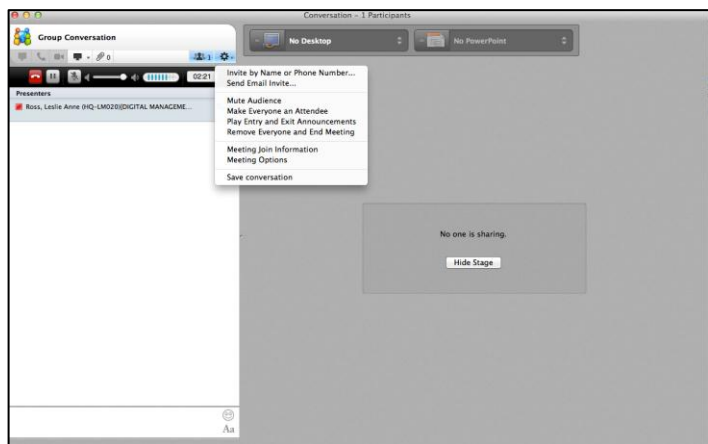 Conversation – 1 Participants
Group Conversation
No Desktop
No PowerPoint
0
1
02:21
Presenters
Ross, Leslie Anne (HQ-LM020)[DIGITAL MANAGEME...
Invite by Name or Phone Number...
Send Email Invite...
Mute Audience
Make Everyone an Attendee
Play Entry and Exit Announcements
Remove Everyone and End Meeting
Meeting Join Information
Meeting Options
Save conversation
No one is sharing.
Hide Stage
Aa